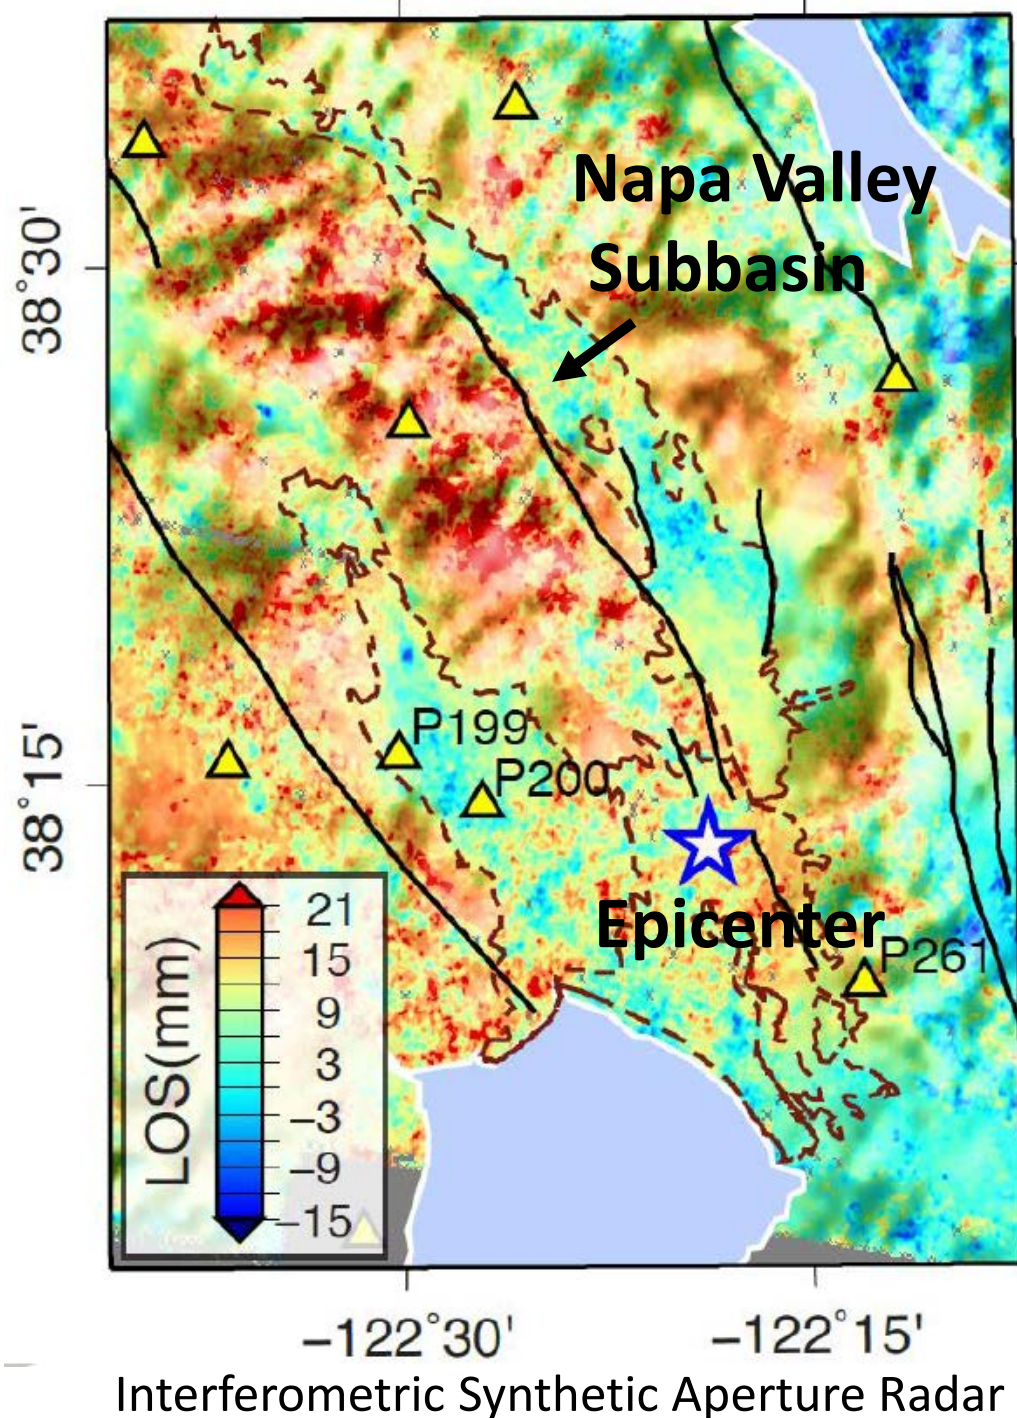 Napa Valley
Subbasin
38°30'
P199
P200
38°15'
Epicenter
P261
LOS(mm)
21
15
9
3
−3
−9
−15
−122°30'
−122°15'
Interferometric Synthetic Aperture Radar